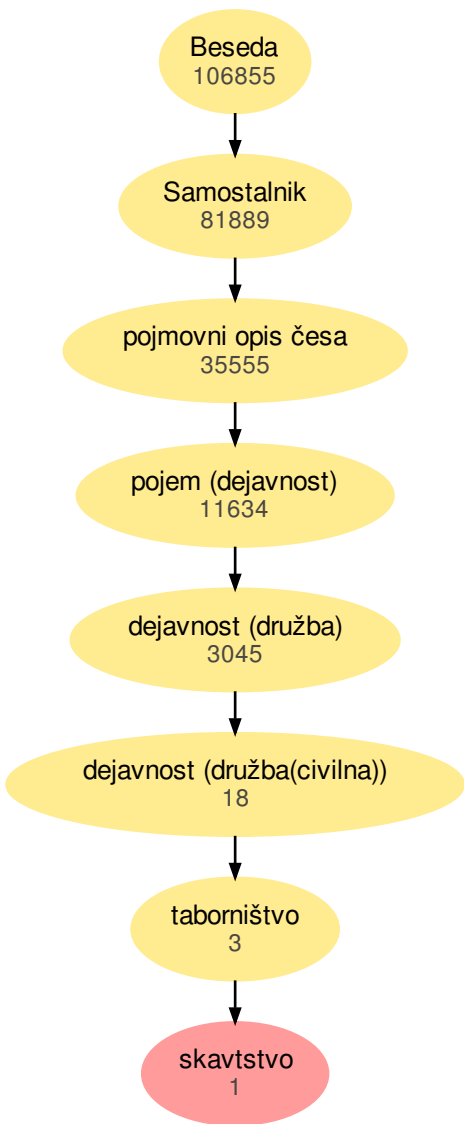 Beseda
106855
Samostalnik
81889
pojmovni opis česa
35555
pojem (dejavnost)
11634
dejavnost (družba)
3045
dejavnost (družba(civilna))
18
taborništvo
3
skavtstvo
1